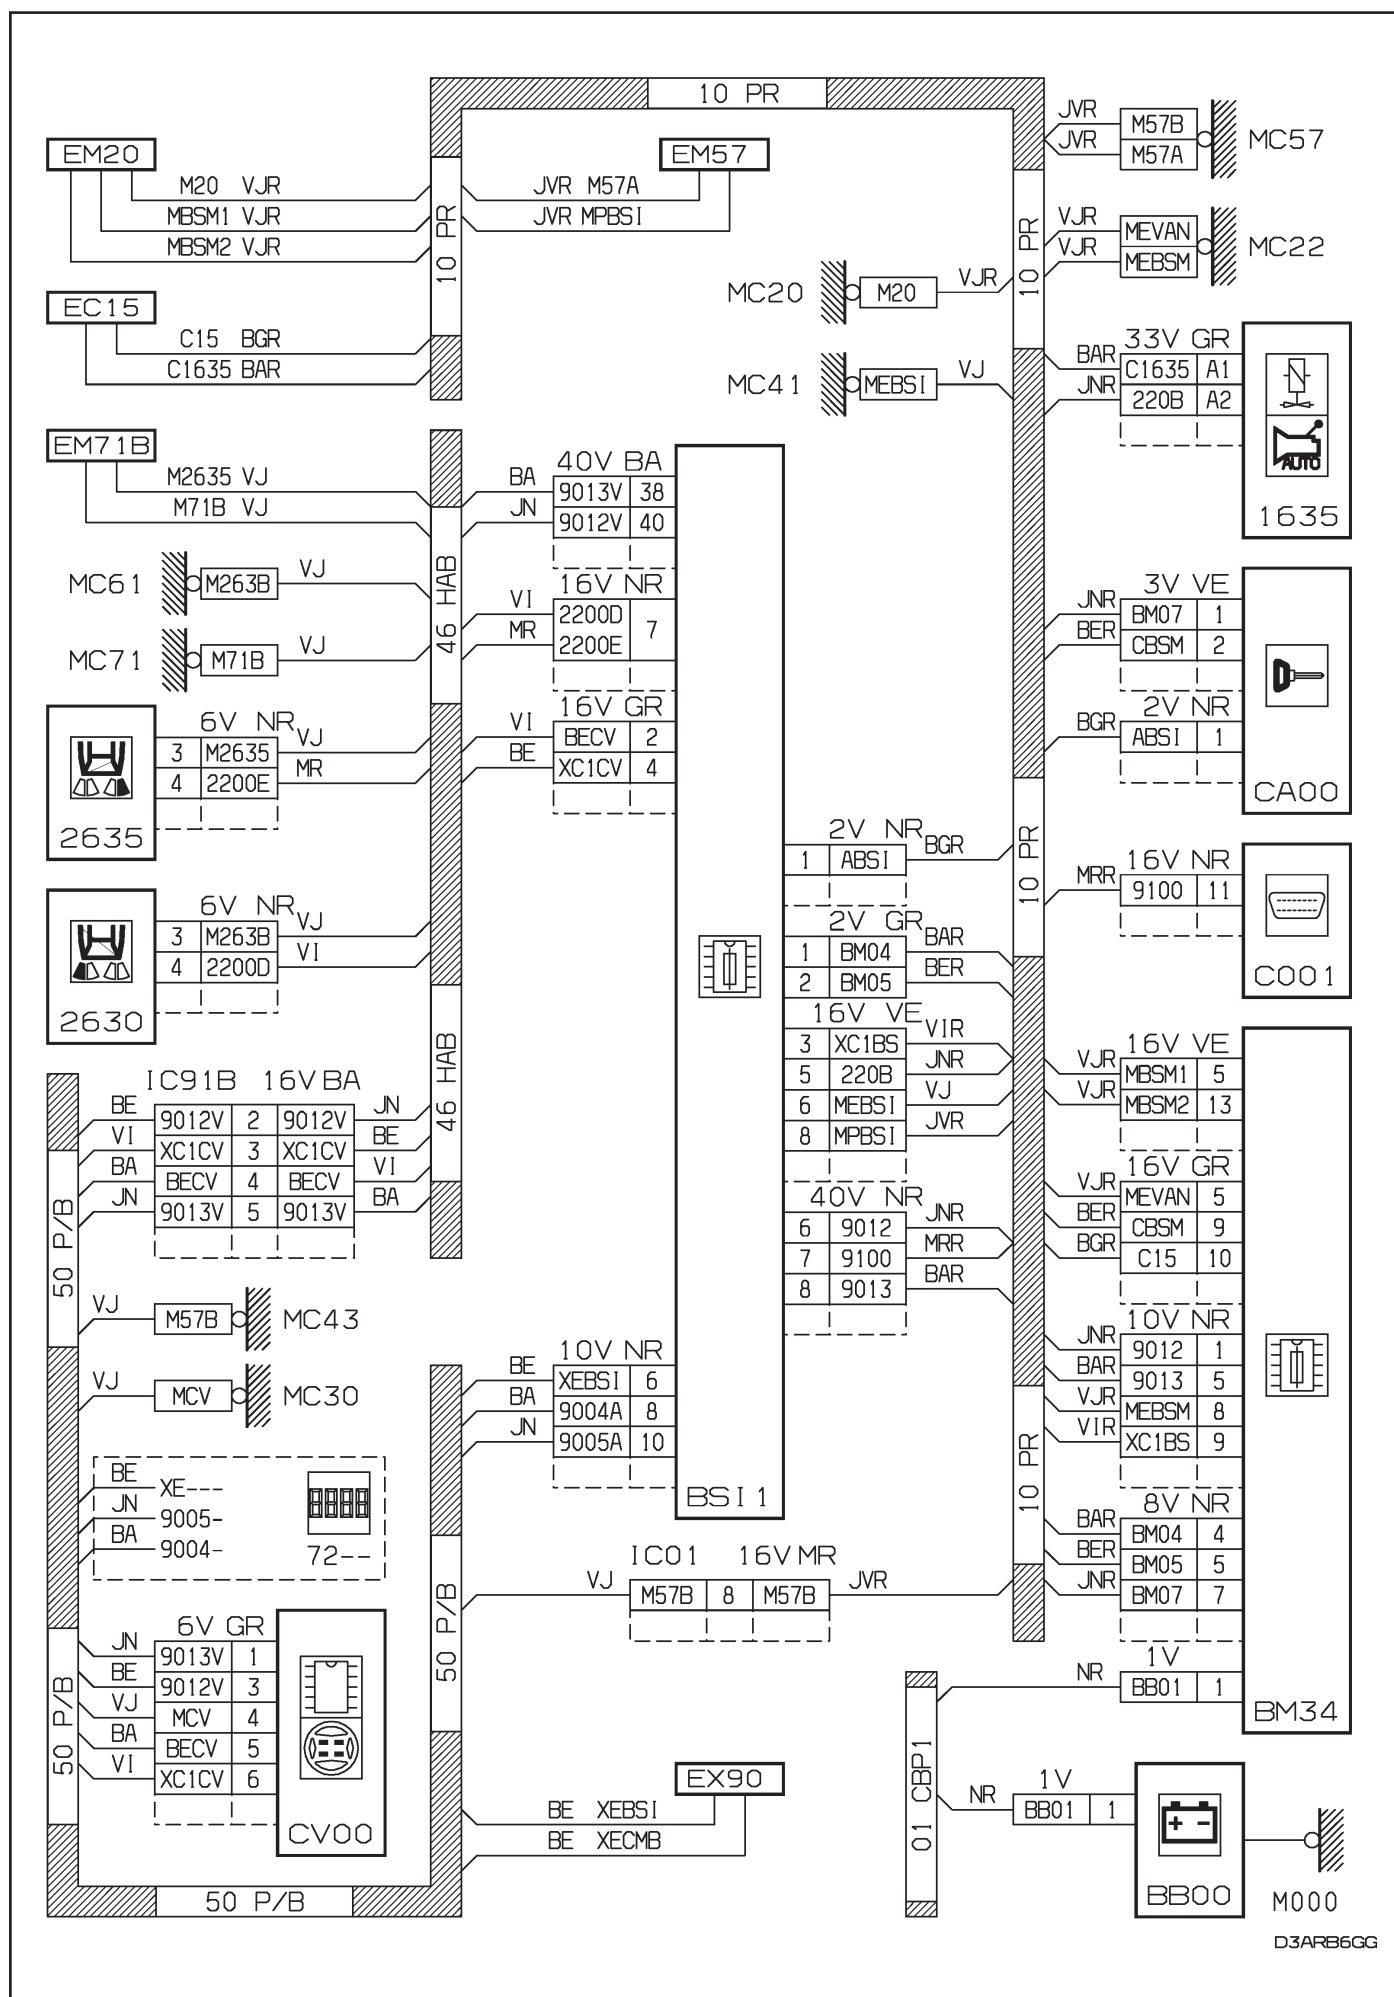 10 PR
EM20
M20 VJR
MBSM1 VJR
MBSM2 VJR
10 PR
EM57
JVR M57A
JVR MPBSI
EC15
C15 BGR
C1635 BAR
10 PR
JVR M57B
JVR M57A
MC57
VJR MEVAN
VJR MEBSM
MC22
MC20 M20 VJR
MC41 MEBSI VJ
33V GR
BAR C1635 A1
JNR 220B A2
AUTO
1635
EM71B
M2635 VJ
M71B VJ
46 HAB
MC61 M263B VJ
MC71 M71B VJ
40V BA
BA 9013V 38
JN 9012V 40
16V NR
VI 2200D
MR 2200E
7
16V GR
VI BECV 2
BE XC1CV 4
6V NR
3 M2635 VJ
4 2200E MR
2635
6V NR
3 M263B VJ
4 2200D VI
2630
3V VE
JNR BM07 1
BER CBSM 2
2V NR
BGR ABSI 1
CA00
10 PR
2V NR
1 ABSI BGR
2V GR
1 BM04 BAR
2 BM05 BER
16V VE
3 XC1BS VIR
5 220B JNR
6 MEBSI VJ
8 MPBSI JVR
40V NR
6 9012 JNR
7 9100 MRR
8 9013 BAR
16V NR
MRR 9100 11
C001
46 HAB
IC91B 16V BA
BE 9012V 2 9012V JN
VI XC1CV 3 XC1CV BE
BA BECV 4 BECV VI
JN 9013V 5 9013V BA
50 P/B
VJ M57B MC43
VJ MCV MC30
16V VE
VJR MBSM1 5
VJR MBSM2 13
16V GR
VJR MEVAN 5
BER CBSM 9
BGR C15 10
10V NR
JNR 9012 1
BAR 9013 5
VJR MEBSM 8
VIR XC1BS 9
10 PR
8V NR
BAR BM04 4
BER BM05 5
JNR BM07 7
1V
NR BB01 1
BM34
10V NR
BE XEBSI 6
BA 9004A 8
JN 9005A 10
BSI1
BE XE---
JN 9005-
BA 9004-
72--
IC01 16V MR
VJ M57B 8 M57B JVR
50 P/B
6V GR
JN 9013V 1
BE 9012V 3
VJ MCV 4
BA BECV 5
VI XC1CV 6
CV00
50 P/B
50 P/B
EX90
BE XEBSI
BE XECMB
01 CBP1
1V
NR BB01 1
+ -
BB00
M000
D3ARB6GG